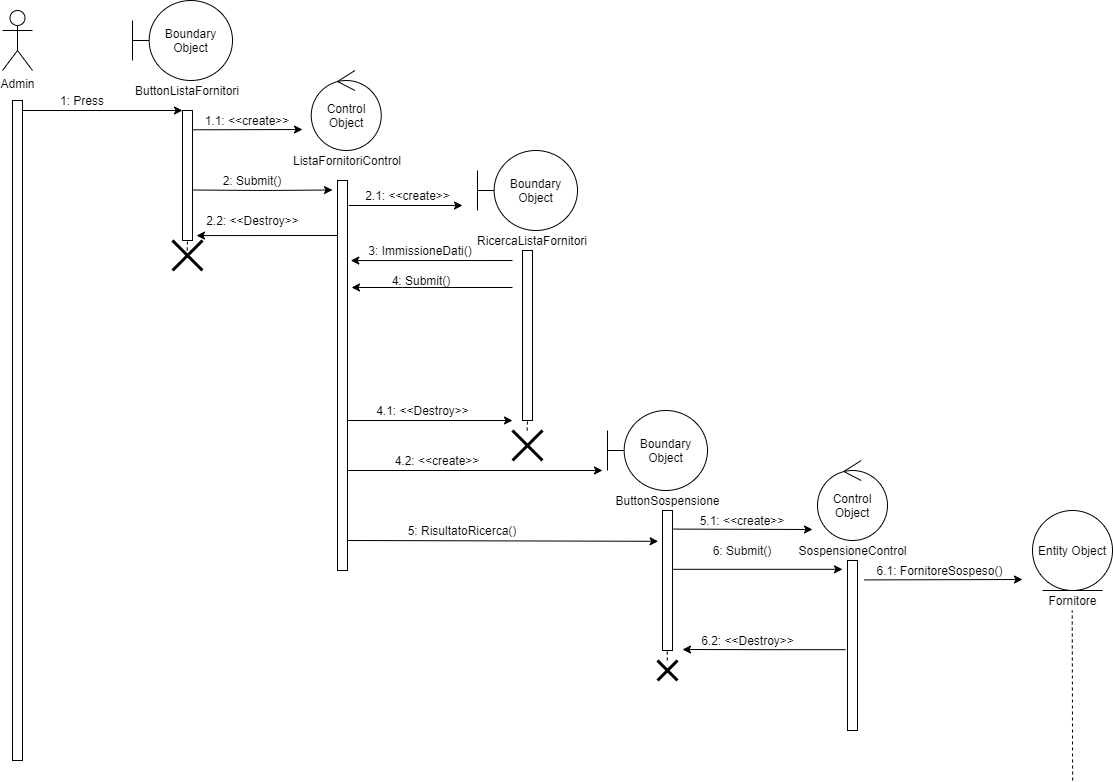 Boundary
Object
Admin
ButtonListaFornitori
1: Press
Control
Object
1.1: <<create>>
ListaFornitoriControl
2: Submit()
Boundary
Object
2.1: <<create>>
2.2: <<Destroy>>
RicercaListaFornitori
3: ImmissioneDati()
4: Submit()
4.1: <<Destroy>>
Boundary
Object
4.2: <<create>>
ButtonSospensione
Control
Object
5: RisultatoRicerca()
5.1: <<create>>
6: Submit()
SospensioneControl
Entity Object
6.1: FornitoreSospeso()
Fornitore
6.2: <<Destroy>>